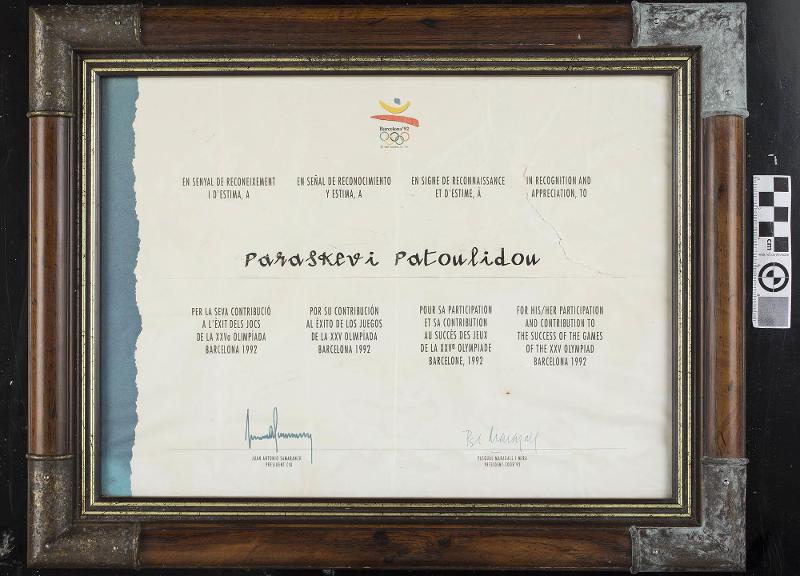 Barcelona'92
EN SENYAL DE RECONEIXEMENT
I D'ESTIMA, A
EN SEÑAL DE RECONOCIMIENTO
Y ESTIMA, A
EN SIGNE DE RECONNAISSANCE
ET D'ESTIME, À
IN RECOGNITION AND
APPRECIATION, TO
Paraskevi Patoulidou
PER LA SEVA CONTRIBUCIÓ
A L'ÈXIT DELS JOCS
DE LA XXVa OLIMPÍADA
BARCELONA 1992
POR SU CONTRIBUCIÓN
AL ÉXITO DE LOS JUEGOS
DE LA XXV OLIMPÍADA
BARCELONA 1992
POUR SA PARTICIPATION
ET SA CONTRIBUTION
AU SUCCÈS DES JEUX
DE LA XXVe OLYMPIADE
BARCELONE, 1992
FOR HIS/HER PARTICIPATION
AND CONTRIBUTION TO
THE SUCCESS OF THE GAMES
OF THE XXV OLYMPIAD
BARCELONA 1992
JUAN ANTONIO SAMARANCH
PRESIDENT CIO
PASQUAL MARAGALL I MIRA
PRESIDENT COOB'92
cm